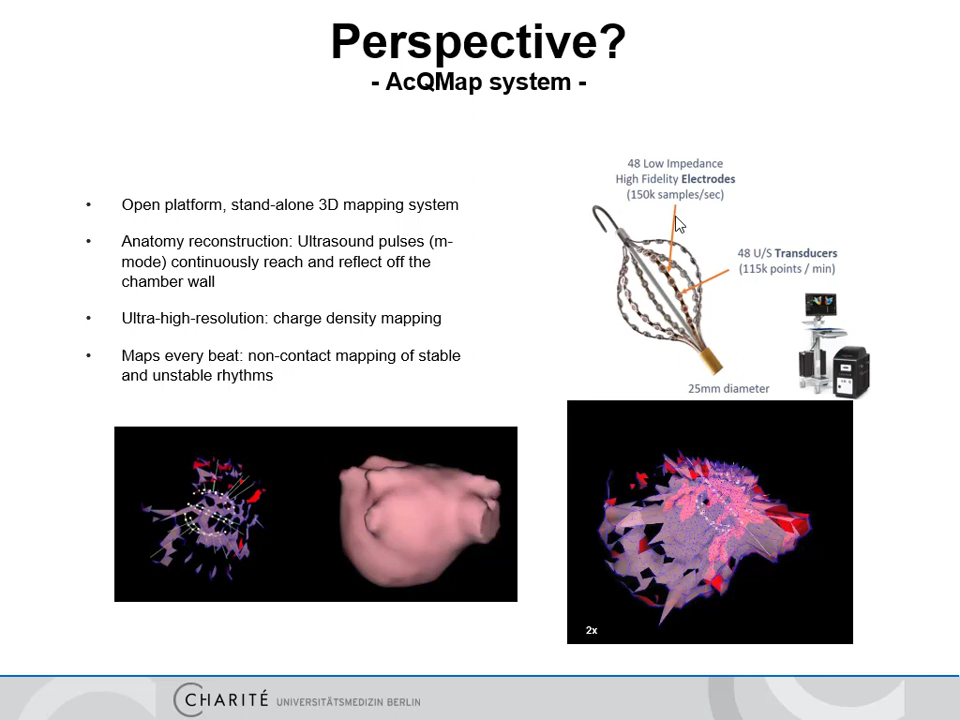 Perspective?
- AcQMap system -
• Open platform, stand-alone 3D mapping system
• Anatomy reconstruction: Ultrasound pulses (m-
mode) continuously reach and reflect off the
chamber wall
• Ultra-high-resolution: charge density mapping
• Maps every beat: non-contact mapping of stable
and unstable rhythms
48 Low Impedance
High Fidelity Electrodes
(150k samples/sec)
48 U/S Transducers
(115k points / min)
25mm diameter
2x
CHARITÉ UNIVERSITÄTSMEDIZIN BERLIN